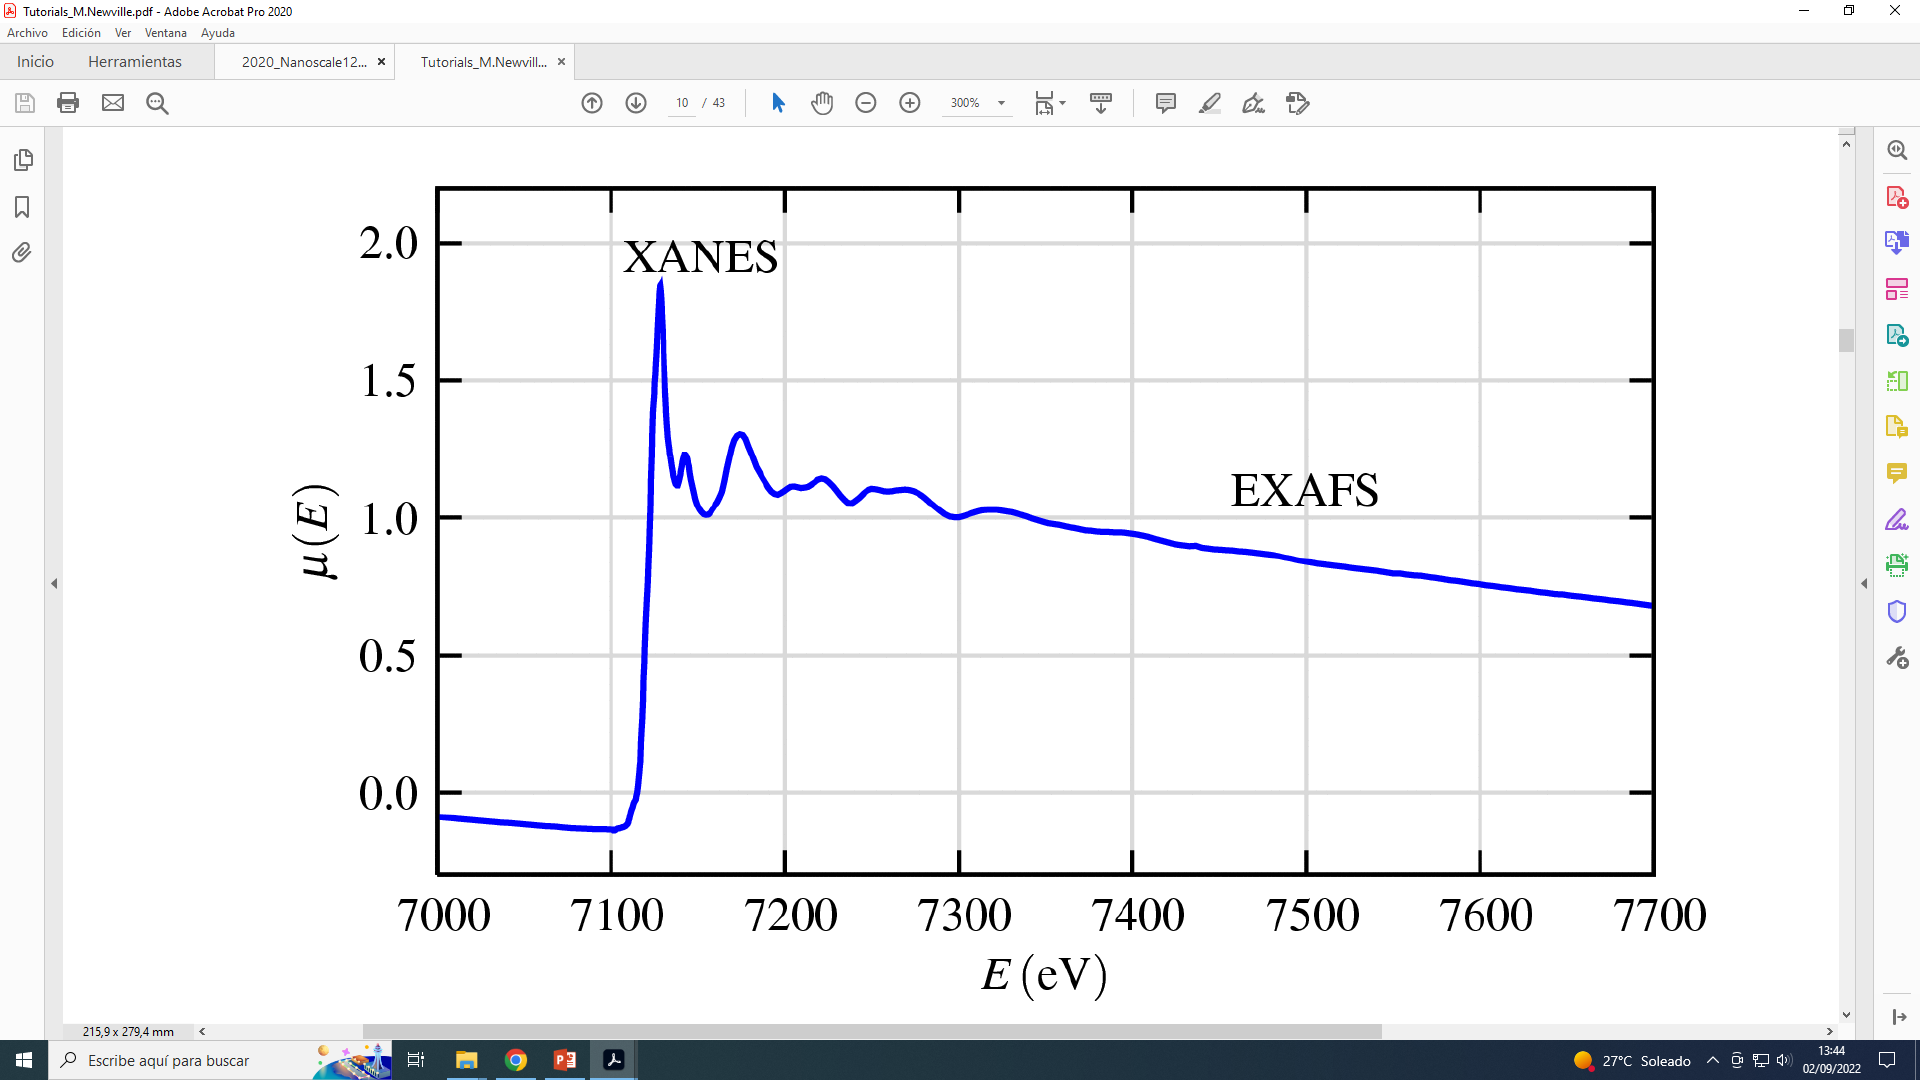 Tutorials_M.Newville.pdf - Adobe Acrobat Pro 2020
Archivo Edición Ver Ventana Ayuda
Inicio Herramientas 2020_Nanoscale12... × Tutorials_M.Newvill... ×
10 / 43 300%
2.0
XANES
1.5
EXAFS
1.0
μ(E)
0.5
0.0
7000 7100 7200 7300 7400 7500 7600 7700
E (eV)
215,9 x 279,4 mm
Escribe aquí para buscar
27°C Soleado
13:44
02/09/2022